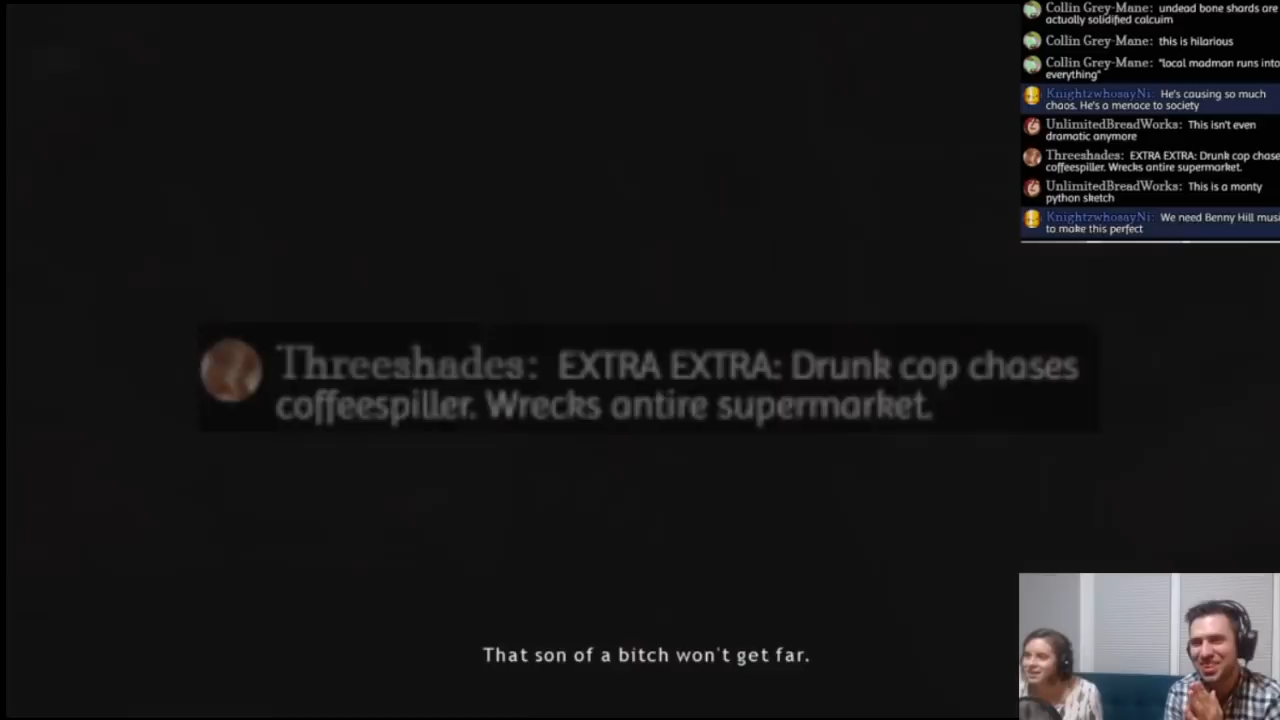 Collin Grey-Mane: undead bone shards are
actually solidified calcuim
Collin Grey-Mane: this is hilarious
Collin Grey-Mane: "local madman runs into
everything"
KnightzwhosayNi: He's causing so much
chaos. He's a menace to society
UnlimitedBreadWorks: This isn't even
dramatic anymore
Threeshades: EXTRA EXTRA: Drunk cop chase
coffeespiller. Wrecks antire supermarket.
UnlimitedBreadWorks: This is a monty
python sketch
KnightzwhosayNi: We need Benny Hill musi
to make this perfect
Threeshades: EXTRA EXTRA: Drunk cop chases
coffeespiller. Wrecks antire supermarket.
That son of a bitch won't get far.